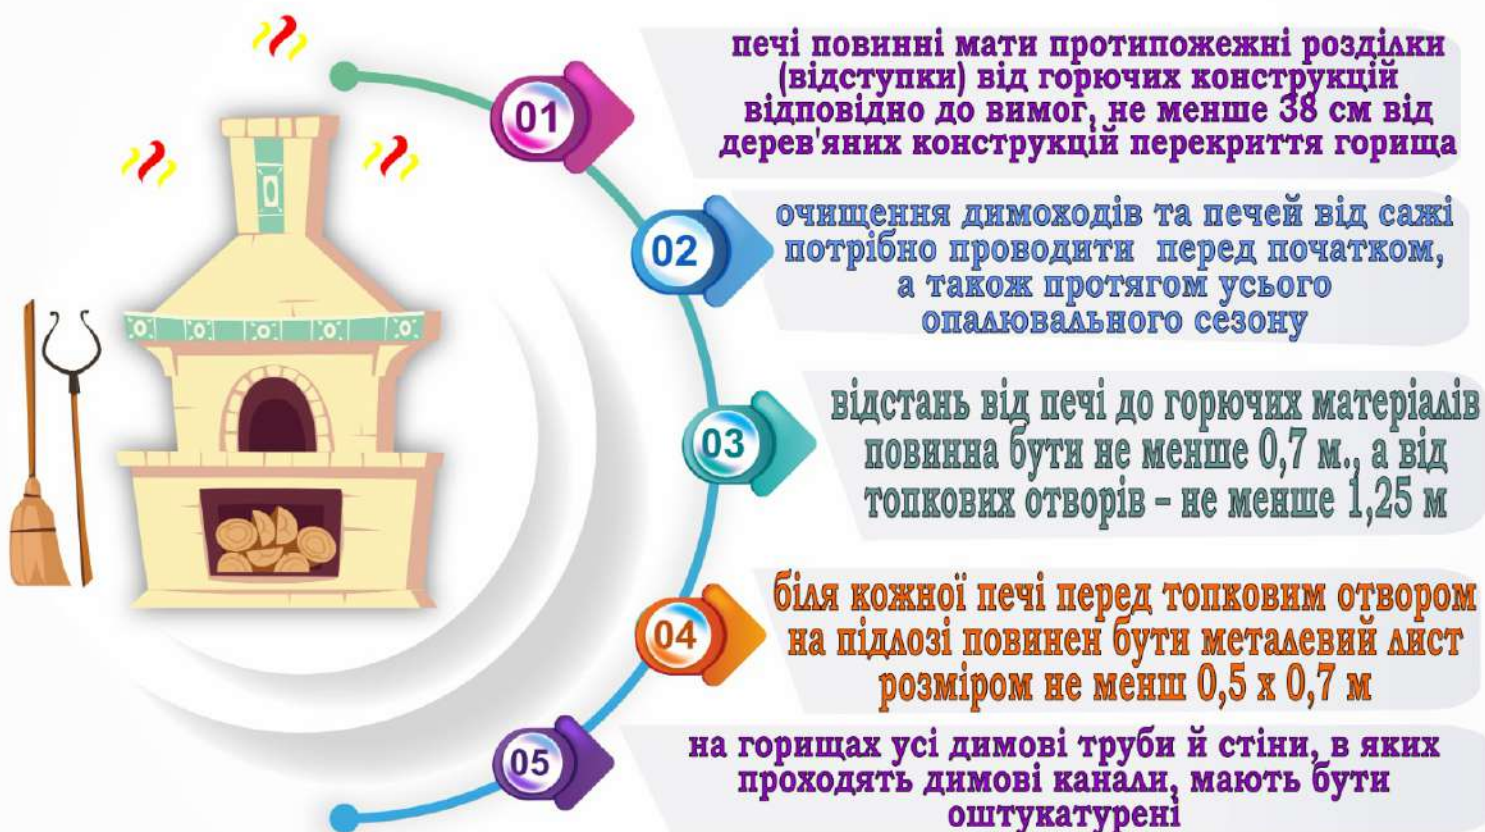 01
печі повинні мати протипожежні розділки
(відступки) від горючих конструкцій
відповідно до вимог, не менше 38 см від
дерев'яних конструкцій перекриття горища
02
очищення димоходів та печей від сажі
потрібно проводити перед початком,
а також протягом усього
опалювального сезону
03
відстань від печі до горючих матеріалів
повинна бути не менше 0,7 м., а від
топкових отворів – не менше 1,25 м
04
біля кожної печі перед топковим отвором
на підлозі повинен бути металевий лист
розміром не менш 0,5 х 0,7 м
05
на горищах усі димові труби й стіни, в яких
проходять димові канали, мають бути
оштукатурені